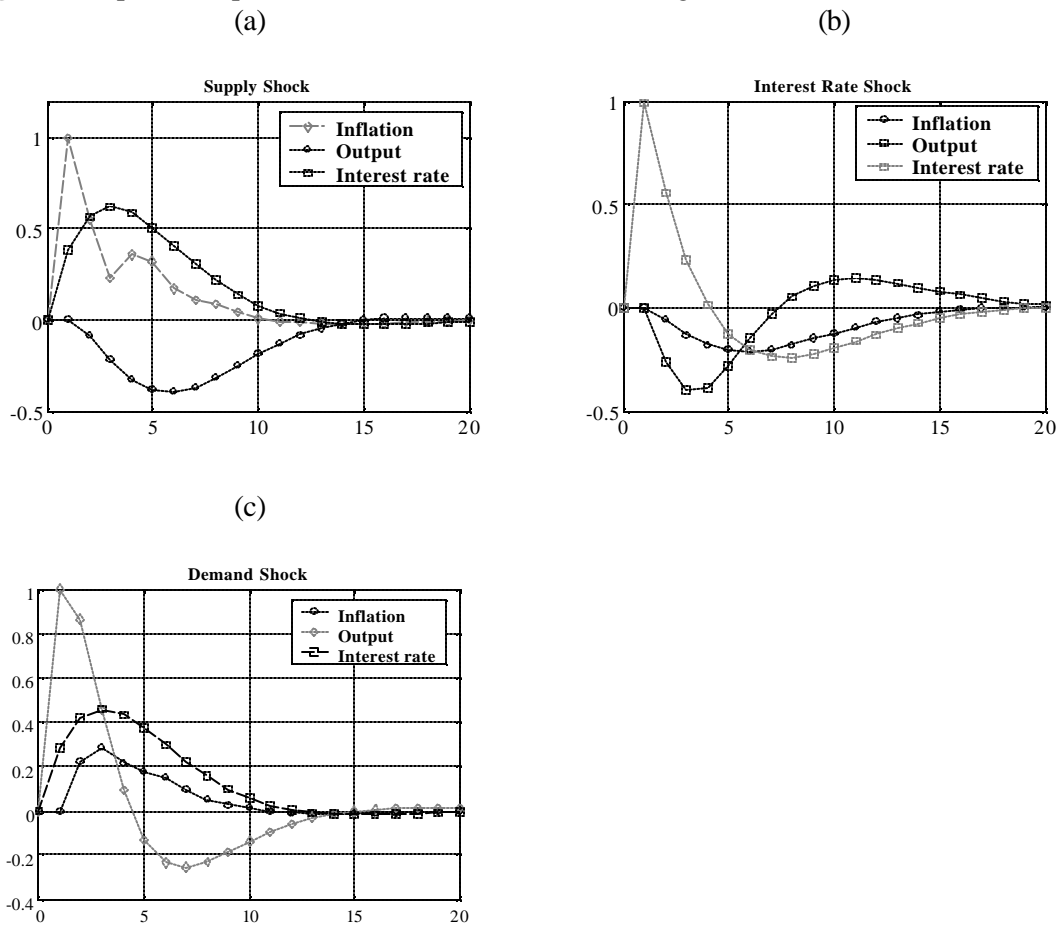 (a)
(b)
Supply Shock
Inflation
Output
Interest rate
1
0.5
0
-0.5
0 5 10 15 20
Interest Rate Shock
Inflation
Output
Interest rate
1
0.5
0
-0.5
0 5 10 15 20
(c)
Demand Shock
Inflation
Output
Interest rate
1
0.8
0.6
0.4
0.2
0
-0.2
-0.4
0 5 10 15 20